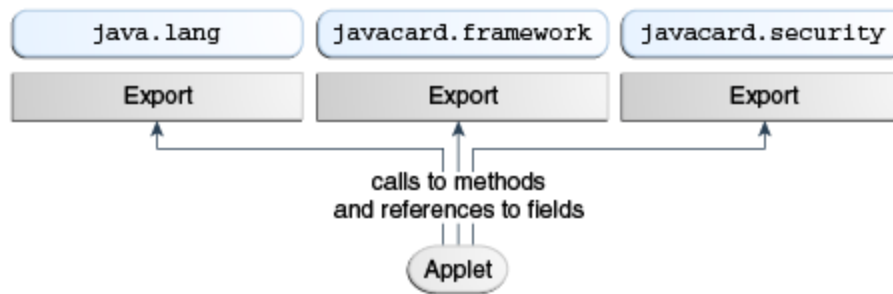 java.lang
javacard.framework
javacard.security
Export
Export
Export
calls to methods
and references to fields
Applet